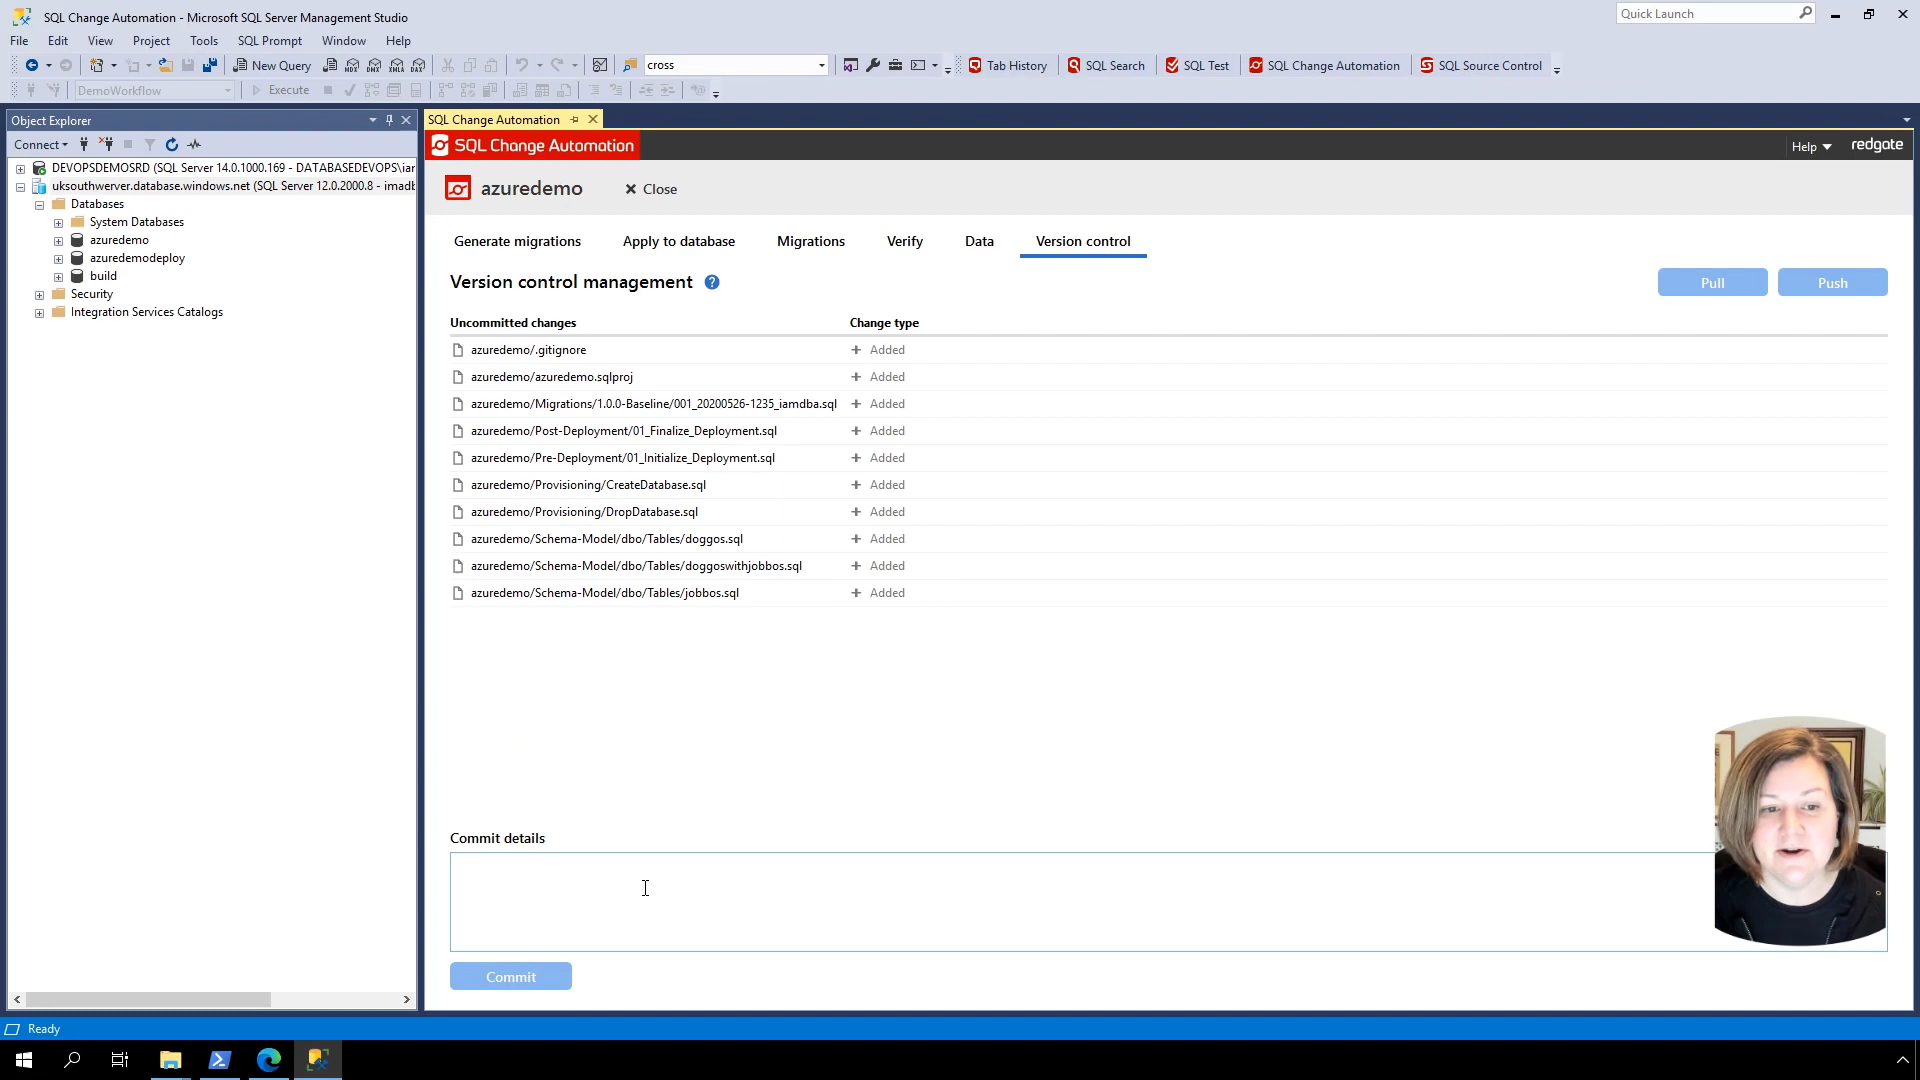 SQL Change Automation - Microsoft SQL Server Management Studio
Quick Launch
File Edit View Project Tools SQL Prompt Window Help
New Query
MDX DMX XMLA DAX
cross
Tab History SQL Search SQL Test SQL Change Automation SQL Source Control
DemoWorkflow Execute
Object Explorer
Connect
DEVOPSDEMOSRD (SQL Server 14.0.1000.169 - DATABASEDEVOPS\iar
uksouthwerver.database.windows.net (SQL Server 12.0.2000.8 - imadb
Databases
System Databases
azuredemo
azuredemodeploy
build
Security
Integration Services Catalogs
SQL Change Automation
SQL Change Automation
Help
redgate
azuredemo
Close
Generate migrations Apply to database Migrations Verify Data Version control
Version control management ?
Pull Push
Uncommitted changes Change type
azuredemo/.gitignore + Added
azuredemo/azuredemo.sqlproj + Added
azuredemo/Migrations/1.0.0-Baseline/001_20200526-1235_iamdba.sql + Added
azuredemo/Post-Deployment/01_Finalize_Deployment.sql + Added
azuredemo/Pre-Deployment/01_Initialize_Deployment.sql + Added
azuredemo/Provisioning/CreateDatabase.sql + Added
azuredemo/Provisioning/DropDatabase.sql + Added
azuredemo/Schema-Model/dbo/Tables/doggos.sql + Added
azuredemo/Schema-Model/dbo/Tables/doggoswithjobbos.sql + Added
azuredemo/Schema-Model/dbo/Tables/jobbos.sql + Added
Commit details
Commit
Ready